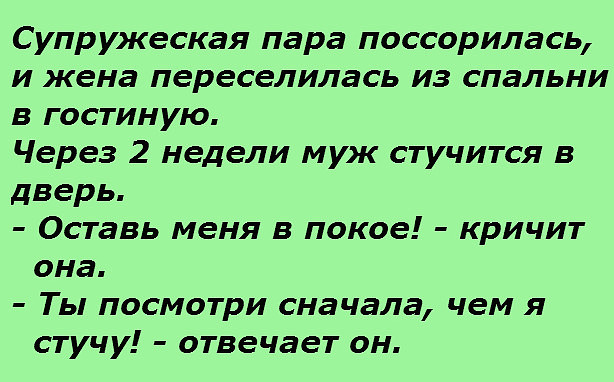 Супружеская пара поссорилась,
и жена переселилась из спальни
в гостиную.
Через 2 недели муж стучится в
дверь.
- Оставь меня в покое! - кричит
она.
- Ты посмотри сначала, чем я
стучу! - отвечает он.